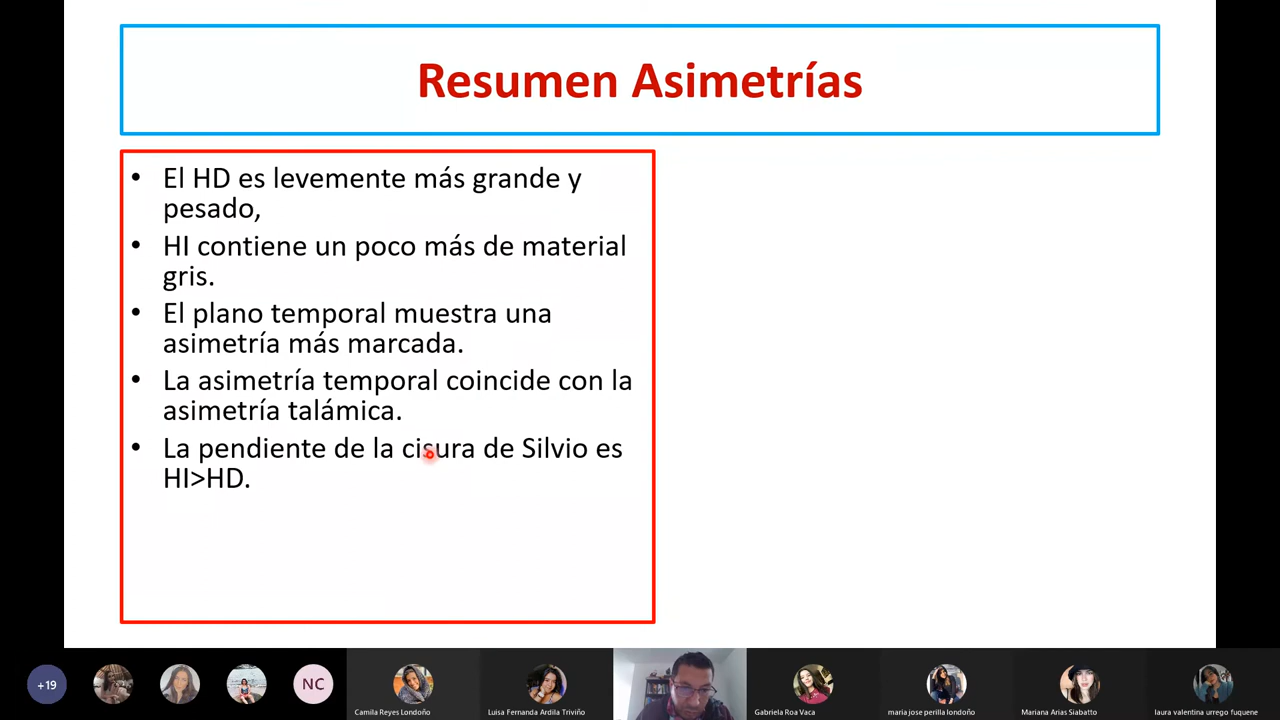 Resumen Asimetrías
• El HD es levemente más grande y
pesado,
• HI contiene un poco más de material
gris.
• El plano temporal muestra una
asimetría más marcada.
• La asimetría temporal coincide con la
asimetría talámica.
• La pendiente de la cisura de Silvio es
HI>HD.
+19
NC
Camila Reyes Londoño
Luisa Fernanda Ardila Triviño
Gabriela Roa Vaca
maria jose perilla londoño
Mariana Arias Siabatto
laura valentina urrego fuquene